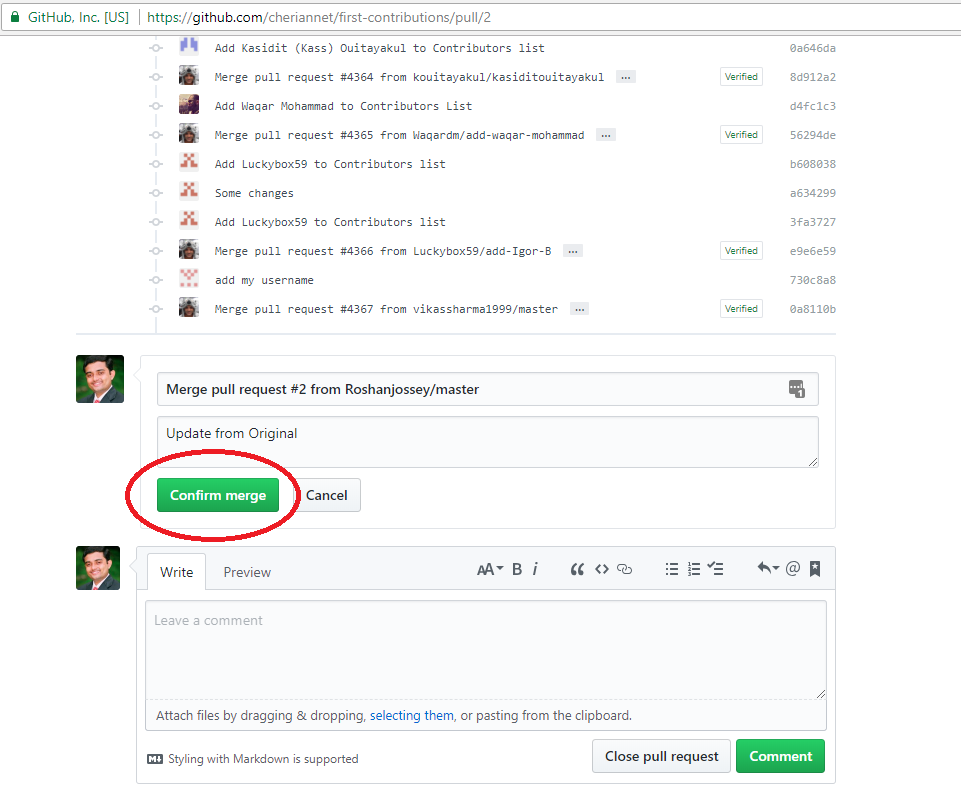 GitHub, Inc. [US] https://github.com/cheriannet/first-contributions/pull/2
Add Kasidit (Kass) Ouitayakul to Contributors list 0a646da
Merge pull request #4364 from kouitayakul/kasiditouitayakul ... Verified 8d912a2
Add Waqar Mohammad to Contributors List d4fc1c3
Merge pull request #4365 from Waqardm/add-waqar-mohammad ... Verified 56294de
Add Luckybox59 to Contributors list b608038
Some changes a634299
Add Luckybox59 to Contributors list 3fa3727
Merge pull request #4366 from Luckybox59/add-Igor-B ... Verified e9e6e59
add my username 730c8a8
Merge pull request #4367 from vikassharma1999/master ... Verified 0a8110b
Merge pull request #2 from Roshanjossey/master 1
Update from Original
Confirm merge Cancel
Write Preview AA B i “ <> @
Leave a comment
Attach files by dragging & dropping, selecting them, or pasting from the clipboard.
M Styling with Markdown is supported Close pull request Comment